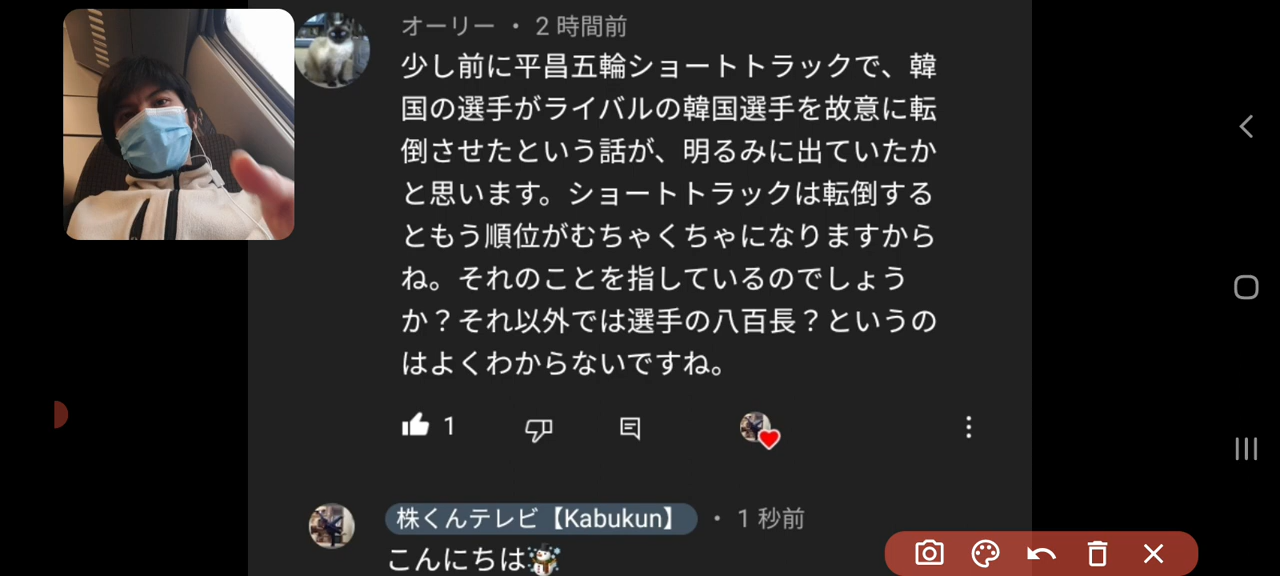 オーリー ・ 2 時間前
少し前に平昌五輪ショートトラックで、韓
国の選手がライバルの韓国選手を故意に転
倒させたという話が、明るみに出ていたか
と思います。ショートトラックは転倒する
ともう順位がむちゃくちゃになりますから
ね。それのことを指しているのでしょう
か？それ以外では選手の八百長？というの
はよくわからないですね。
1
株くんテレビ【Kabukun】 ・ 1 秒前
こんにちは⛄